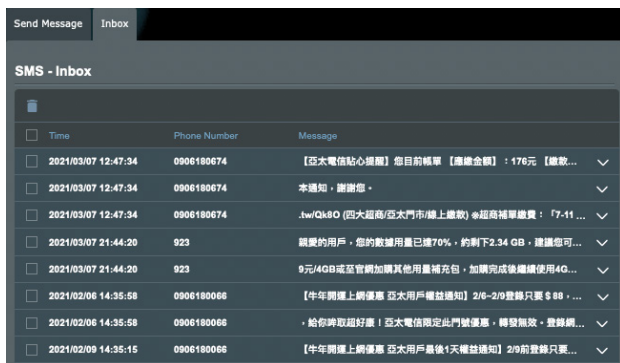 Send Message Inbox
SMS - Inbox
Time Phone Number Message
2021/03/07 12:47:34 0906180674 【亞太電信貼心提醒】您目前帳單 【應繳金額】：176元 【繳款...
2021/03/07 12:47:34 0906180674 本通知，謝謝您。
2021/03/07 12:47:34 0906180674 .tw/Qk8O (四大超商/亞太門市/線上繳款) ※超商補單繳費：「7-11 ...
2021/03/07 21:44:20 923 親愛的用戶，您的數據用量已達70%，約剩下2.34 GB，建議您可...
2021/03/07 21:44:20 923 9元/4GB或至官網加購其他用量補充包，加購完成後繼續使用4G...
2021/02/06 14:35:58 0906180066 【牛年開運上網優惠 亞太用戶權益通知】2/6~2/9登錄只要＄88，...
2021/02/06 14:35:58 0906180066 ，給你哞取超好康！亞太電信限定此門號優惠，轉發無效。登錄網...
2021/02/09 14:35:15 0906180066 【牛年開運上網優惠 亞太用戶最後1天權益通知】2/9前登錄只要...